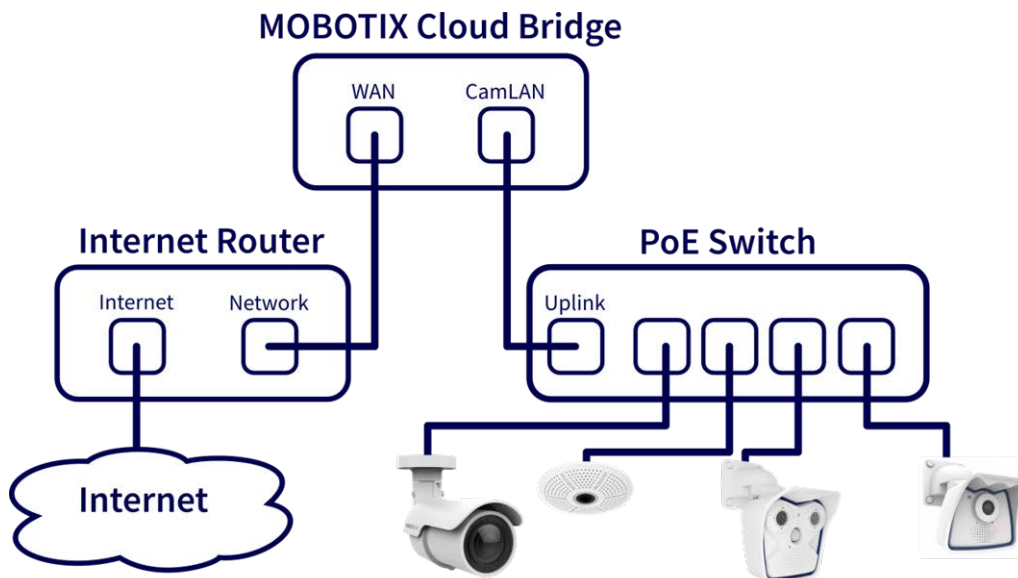 MOBOTIX Cloud Bridge
WAN
CamLAN
Internet Router
PoE Switch
Internet
Network
Uplink
Internet